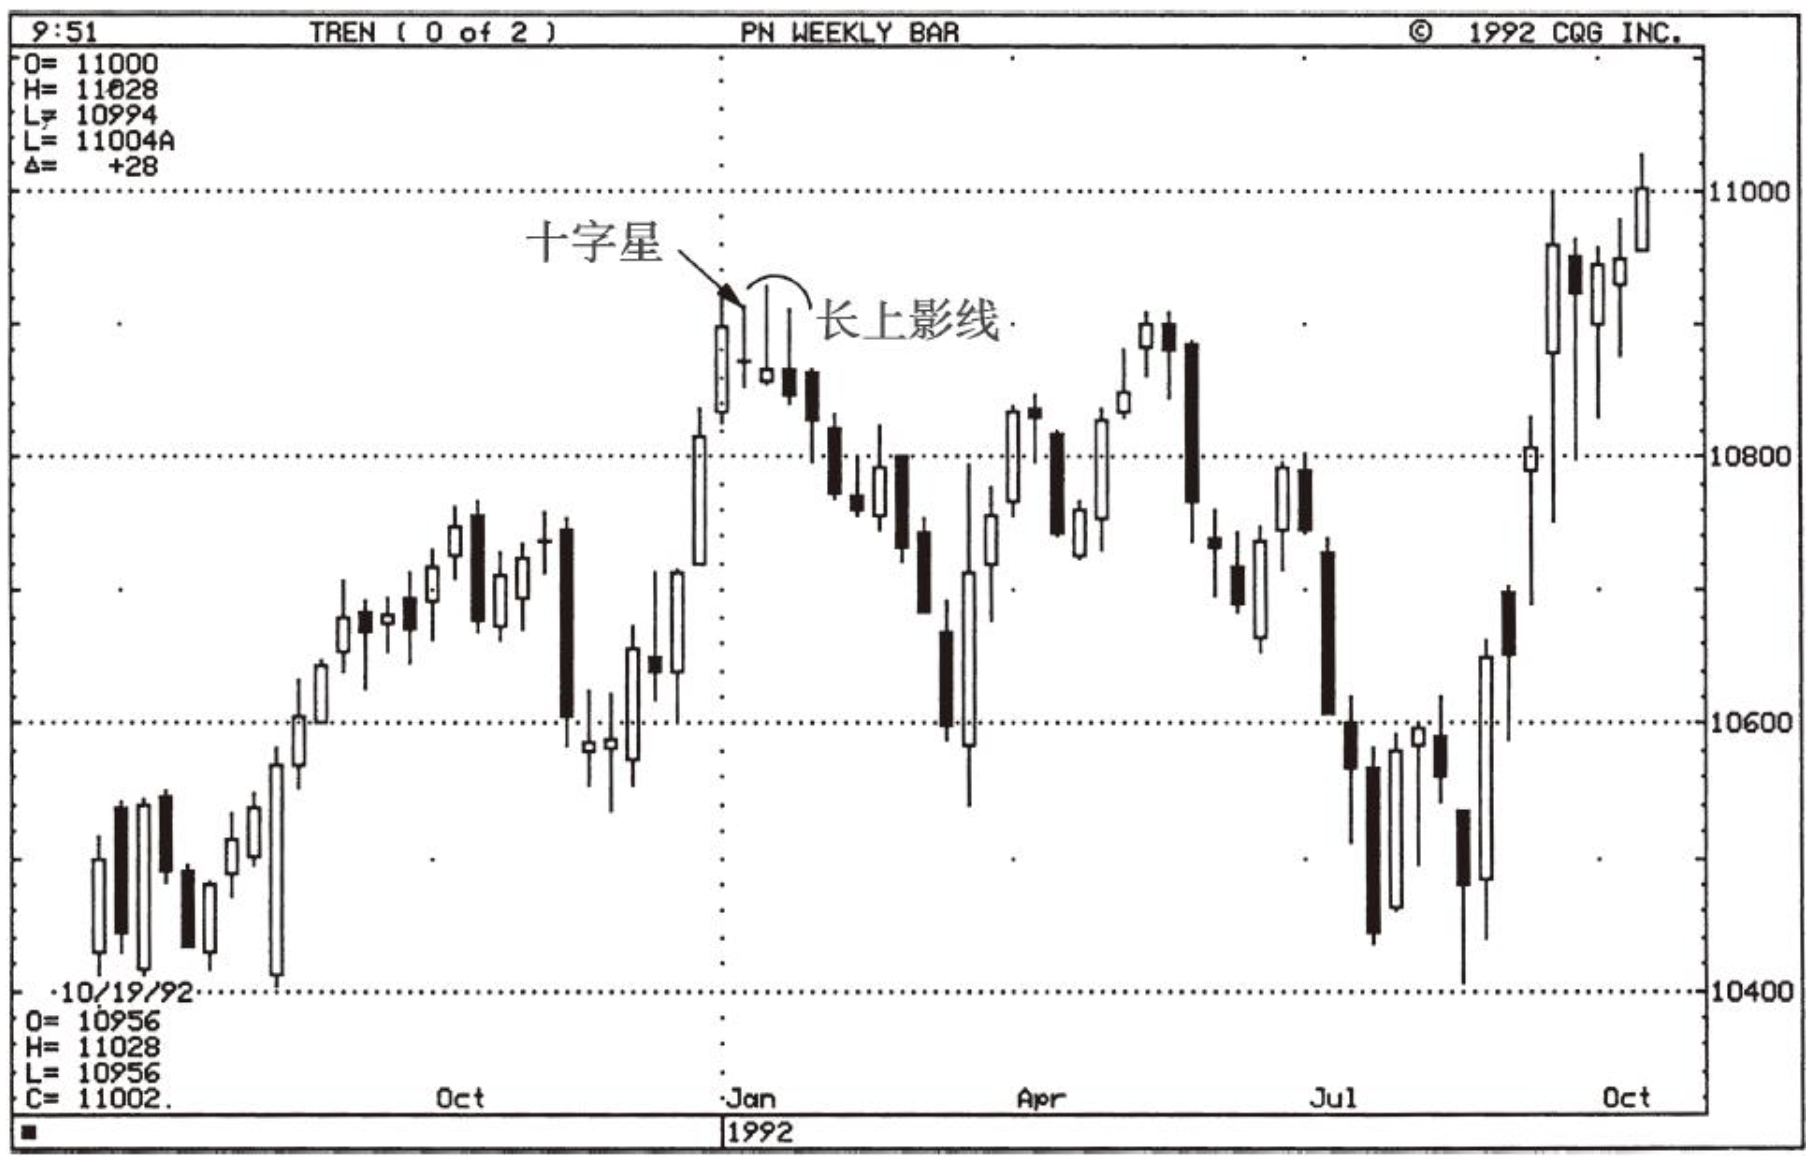 9:51 TREN ( 0 of 2 ) PN WEEKLY BAR © 1992 CQG INC.
O= 11000
H= 11028
L= 10994
L= 11004A
Δ= +28
11000
十字星
长上影线
10800
10600
10/19/92
10400
O= 10956
H= 11028
L= 10956
C= 11002.
Oct Jan Apr Jul Oct
1992